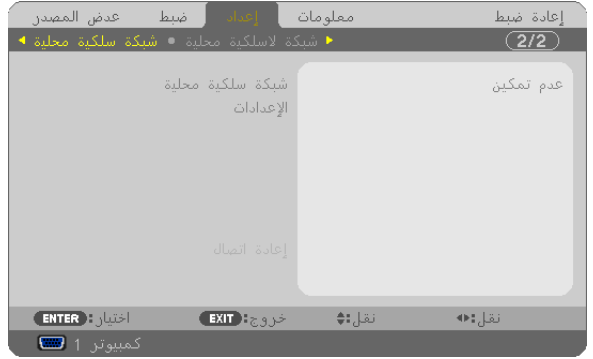 عدض المصدر ضبط إعداد معلومات إعادة ضبط
شبكة سلكية محلية شبكة لاسلكية محلية 2/2
شبكة سلكية محلية عدم تمكين
الإعدادات
إعادة اتصال
ENTER: اختيار EXIT: خروج نقل: نقل:
كمبيوتر 1